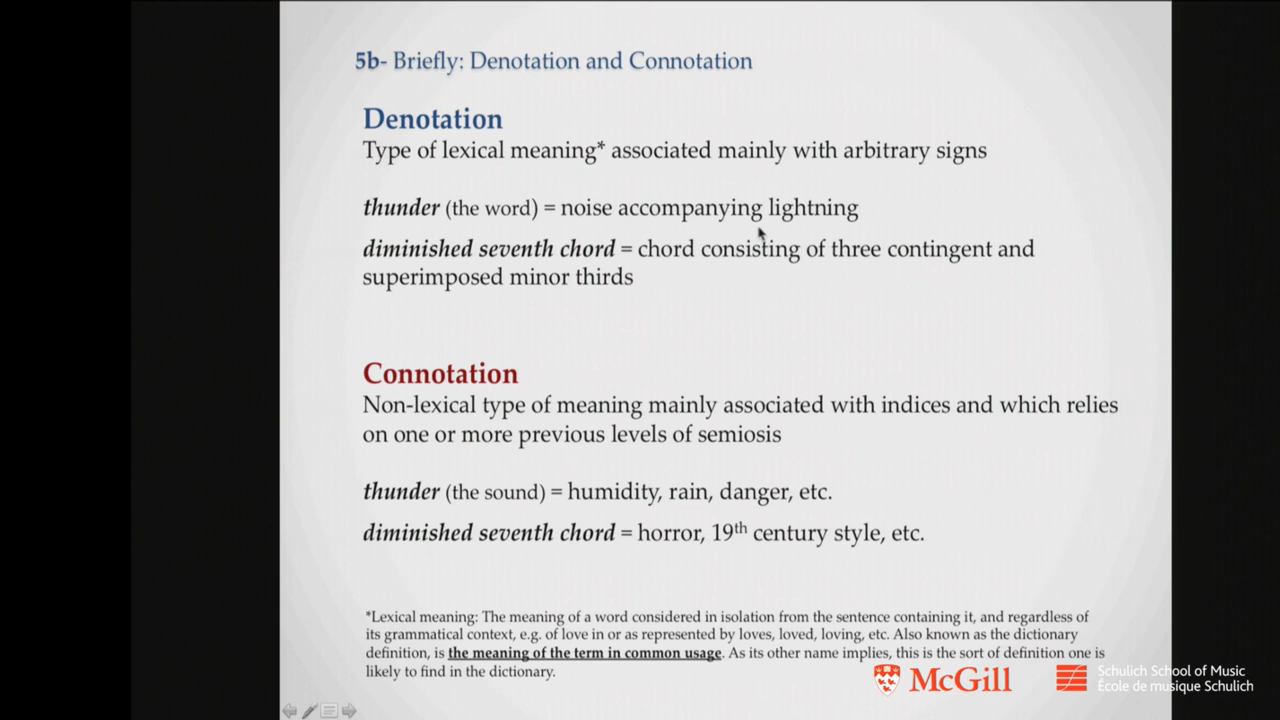 5b- Briefly: Denotation and Connotation
Denotation
Type of lexical meaning* associated mainly with arbitrary signs
thunder (the word) = noise accompanying lightning
diminished seventh chord = chord consisting of three contingent and
superimposed minor thirds
Connotation
Non-lexical type of meaning mainly associated with indices and which relies
on one or more previous levels of semiosis
thunder (the sound) = humidity, rain, danger, etc.
diminished seventh chord = horror, 19th century style, etc.
*Lexical meaning: The meaning of a word considered in isolation from the sentence containing it, and regardless of
its grammatical context, e.g. of love in or as represented by loves, loved, loving, etc. Also known as the dictionary
definition, is the meaning of the term in common usage. As its other name implies, this is the sort of definition one is
likely to find in the dictionary.
McGill
Schulich School of Music
École de musique Schulich